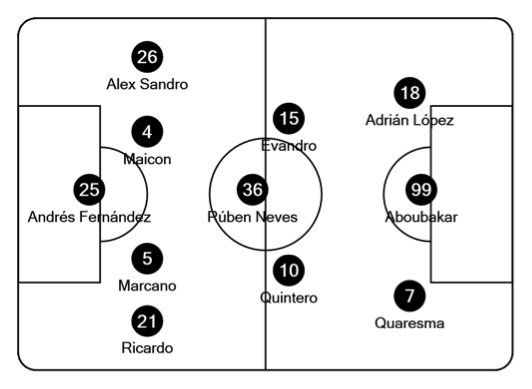 26
Alex Sandro
4
Maicon
25
Andrés Fernández
5
Marcano
21
Ricardo
36
Rúben Neves
15
Evandro
10
Quintero
18
Adrián López
99
Aboubakar
7
Quaresma